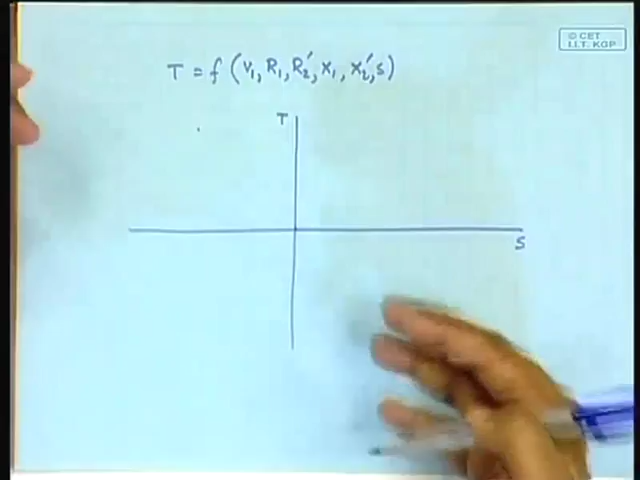 © CET
I.I.T. KGP
T = f (V₁, R₁, R₂', X₁, X₂', s)
T
S